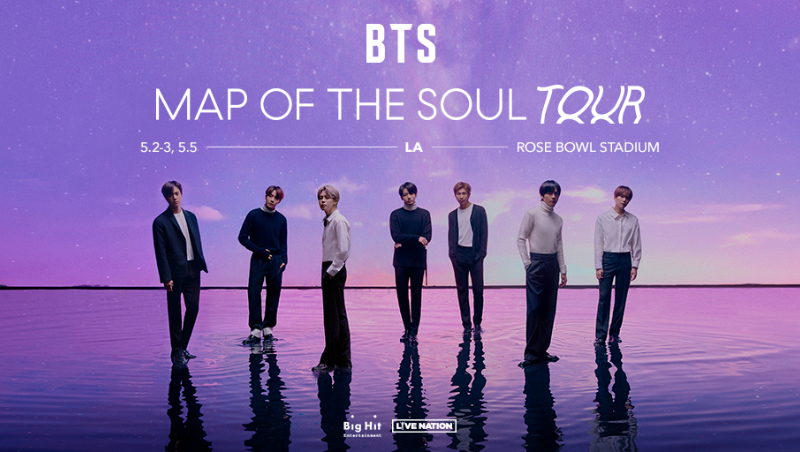 BTS
MAP OF THE SOUL TOUR
5.2-3, 5.5 LA ROSE BOWL STADIUM
Big Hit
Entertainment
LIVE NATION